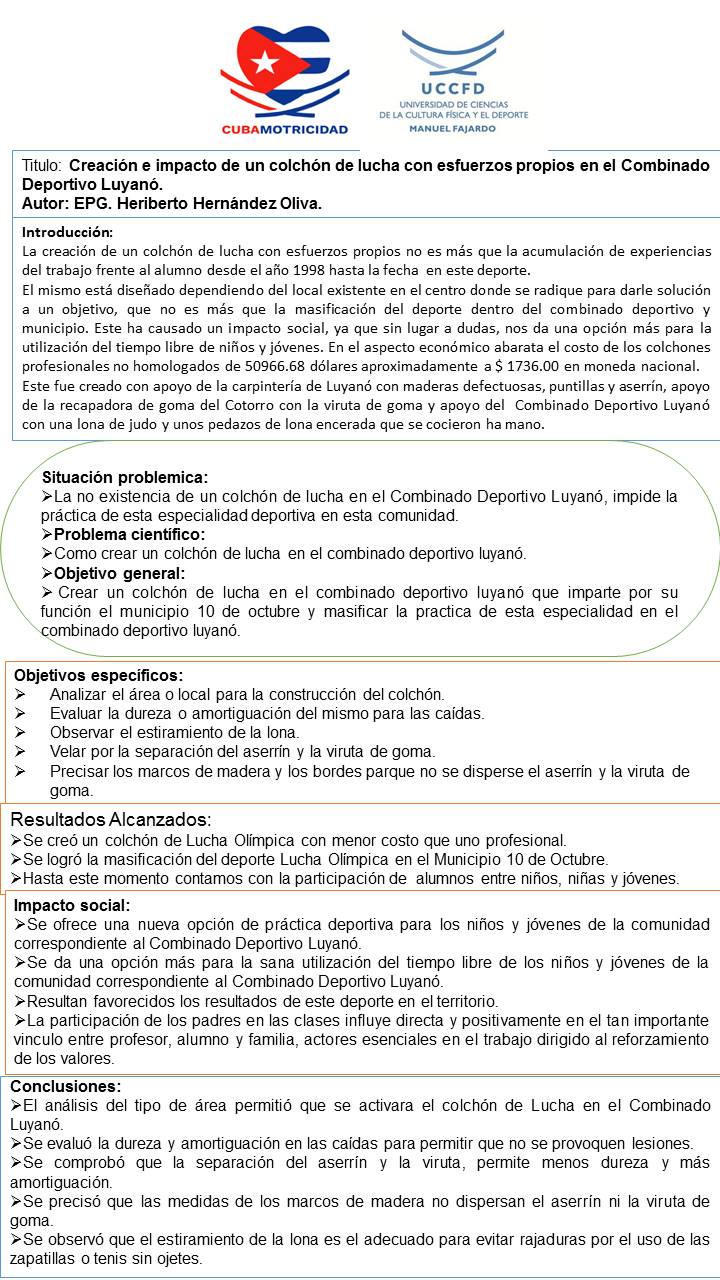 CUBAMOTRICIDAD
UCCFD
UNIVERSIDAD DE CIENCIAS
DE LA CULTURA FÍSICA Y EL DEPORTE
MANUEL FAJARDO
Titulo: Creación e impacto de un colchón de lucha con esfuerzos propios en el Combinado
Deportivo Luyanó.
Autor: EPG. Heriberto Hernández Oliva.
Introducción:
La creación de un colchón de lucha con esfuerzos propios no es más que la acumulación de experiencias
del trabajo frente al alumno desde el año 1998 hasta la fecha en este deporte.
El mismo está diseñado dependiendo del local existente en el centro donde se radique para darle solución
a un objetivo, que no es más que la masificación del deporte dentro del combinado deportivo y
municipio. Este ha causado un impacto social, ya que sin lugar a dudas, nos da una opción más para la
utilización del tiempo libre de niños y jóvenes. En el aspecto económico abarata el costo de los colchones
profesionales no homologados de 50966.68 dólares aproximadamente a $ 1736.00 en moneda nacional.
Este fue creado con apoyo de la carpintería de Luyanó con maderas defectuosas, puntillas y aserrín, apoyo
de la recapadora de goma del Cotorro con la viruta de goma y apoyo del Combinado Deportivo Luyanó
con una lona de judo y unos pedazos de lona encerada que se cocieron ha mano.
Situación problemica:
➢La no existencia de un colchón de lucha en el Combinado Deportivo Luyanó, impide la
práctica de esta especialidad deportiva en esta comunidad.
➢Problema científico:
➢Como crear un colchón de lucha en el combinado deportivo luyanó.
➢Objetivo general:
➢ Crear un colchón de lucha en el combinado deportivo luyanó que imparte por su
función el municipio 10 de octubre y masificar la practica de esta especialidad en el
combinado deportivo luyanó.
Objetivos específicos:
➢ Analizar el área o local para la construcción del colchón.
➢ Evaluar la dureza o amortiguación del mismo para las caídas.
➢ Observar el estiramiento de la lona.
➢ Velar por la separación del aserrín y la viruta de goma.
➢ Precisar los marcos de madera y los bordes parque no se disperse el aserrín y la viruta de
goma.
Resultados Alcanzados:
➢Se creó un colchón de Lucha Olímpica con menor costo que uno profesional.
➢Se logró la masificación del deporte Lucha Olímpica en el Municipio 10 de Octubre.
➢Hasta este momento contamos con la participación de alumnos entre niños, niñas y jóvenes.
Impacto social:
➢Se ofrece una nueva opción de práctica deportiva para los niños y jóvenes de la comunidad
correspondiente al Combinado Deportivo Luyanó.
➢Se da una opción más para la sana utilización del tiempo libre de los niños y jóvenes de la
comunidad correspondiente al Combinado Deportivo Luyanó.
➢Resultan favorecidos los resultados de este deporte en el territorio.
➢La participación de los padres en las clases influye directa y positivamente en el tan importante
vinculo entre profesor, alumno y familia, actores esenciales en el trabajo dirigido al reforzamiento
de los valores.
Conclusiones:
➢El análisis del tipo de área permitió que se activara el colchón de Lucha en el Combinado
Luyanó.
➢Se evaluó la dureza y amortiguación en las caídas para permitir que no se provoquen lesiones.
➢Se comprobó que la separación del aserrín y la viruta, permite menos dureza y más
amortiguación.
➢Se precisó que las medidas de los marcos de madera no dispersan el aserrín ni la viruta de
goma.
➢Se observó que el estiramiento de la lona es el adecuado para evitar rajaduras por el uso de las
zapatillas o tenis sin ojetes.